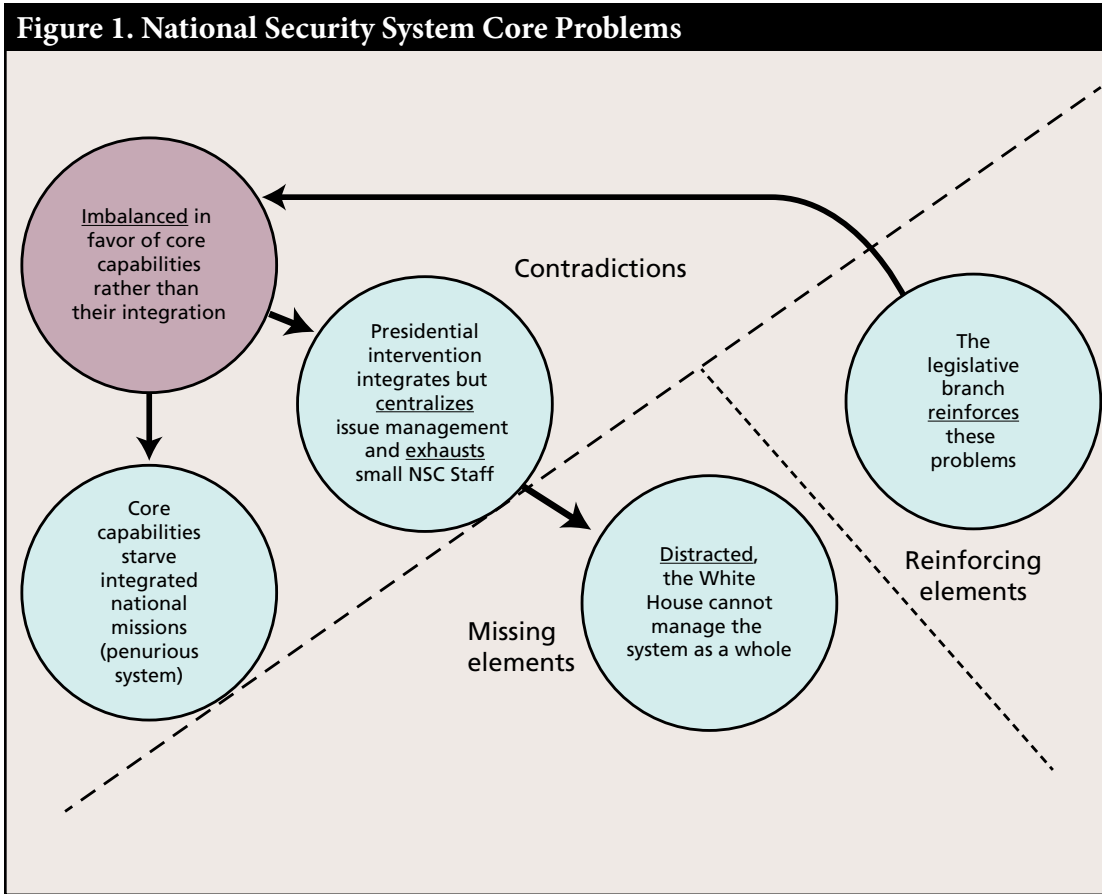 Figure 1. National Security System Core Problems
Imbalanced in
favor of core
capabilities
rather than
their integration
Contradictions
Presidential
intervention
integrates but
centralizes
issue management
and exhausts
small NSC Staff
The
legislative
branch
reinforces
these
problems
Core
capabilities
starve
integrated
national
missions
(penurious
system)
Missing
elements
Distracted,
the White
House cannot
manage the
system as a whole
Reinforcing
elements